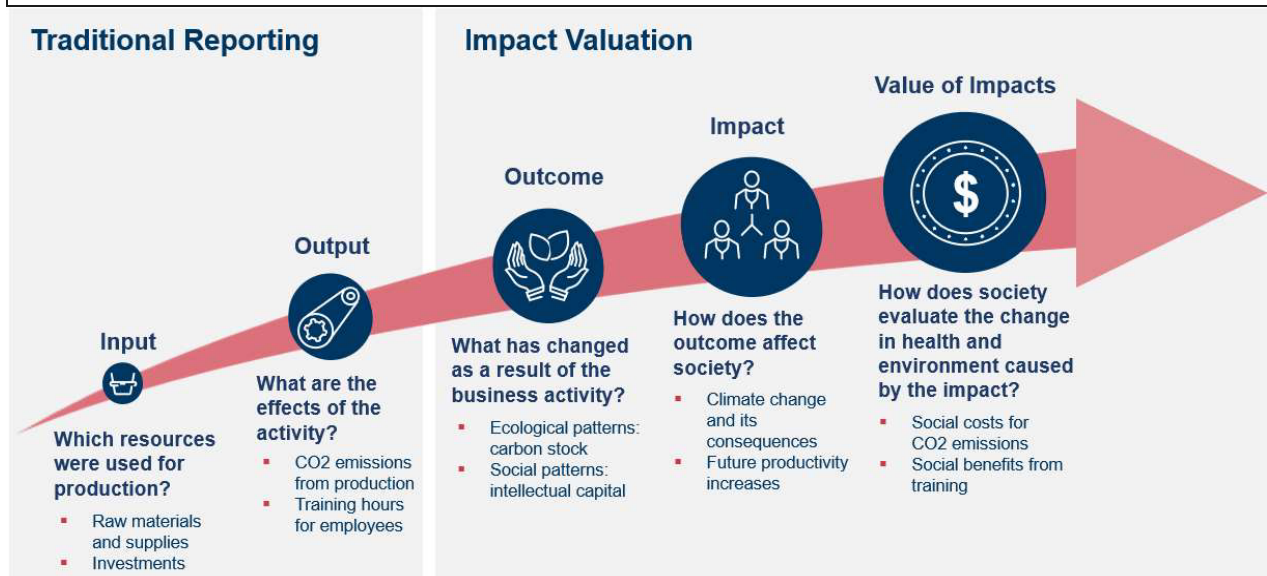 Traditional Reporting
Input
Which resources
were used for
production?
Raw materials
and supplies
Investments
Output
What are the
effects of the
activity?
CO2 emissions
from production
Training hours
for employees
Impact Valuation
Outcome
What has changed
as a result of the
business activity?
Ecological patterns:
carbon stock
Social patterns:
intellectual capital
Impact
How does the
outcome affect
society?
Climate change
and its
consequences
Future productivity
increases
Value of Impacts
$
How does society
evaluate the change
in health and
environment caused
by the impact?
Social costs for
CO2 emissions
Social benefits from
training